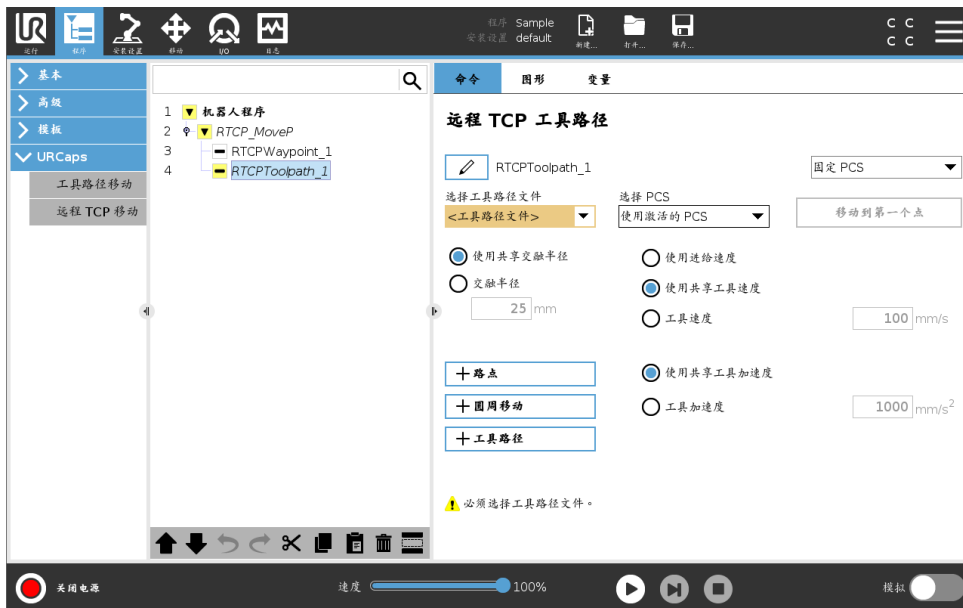 UR
运行
程序
安装设置
移动
I/O
日志
程序 Sample
安装设置 default
新建...
打开...
保存...
C C
C C
基本
高级
模板
URCaps
工具路径移动
远程 TCP 移动
1 机器人程序
2 RTCP_MoveP
3 RTCPWaypoint_1
4 RTCPToolpath_1
命令 图形 变量
远程 TCP 工具路径
RTCPToolpath_1
固定 PCS
选择工具路径文件
<工具路径文件>
选择 PCS
使用激活的 PCS
移动到第一个点
使用共享交融半径
交融半径
25 mm
使用进给速度
使用共享工具速度
工具速度
100 mm/s
+路点
+圆周移动
+工具路径
使用共享工具加速度
工具加速度
1000 mm/s²
必须选择工具路径文件。
关闭电源
速度 100%
模拟